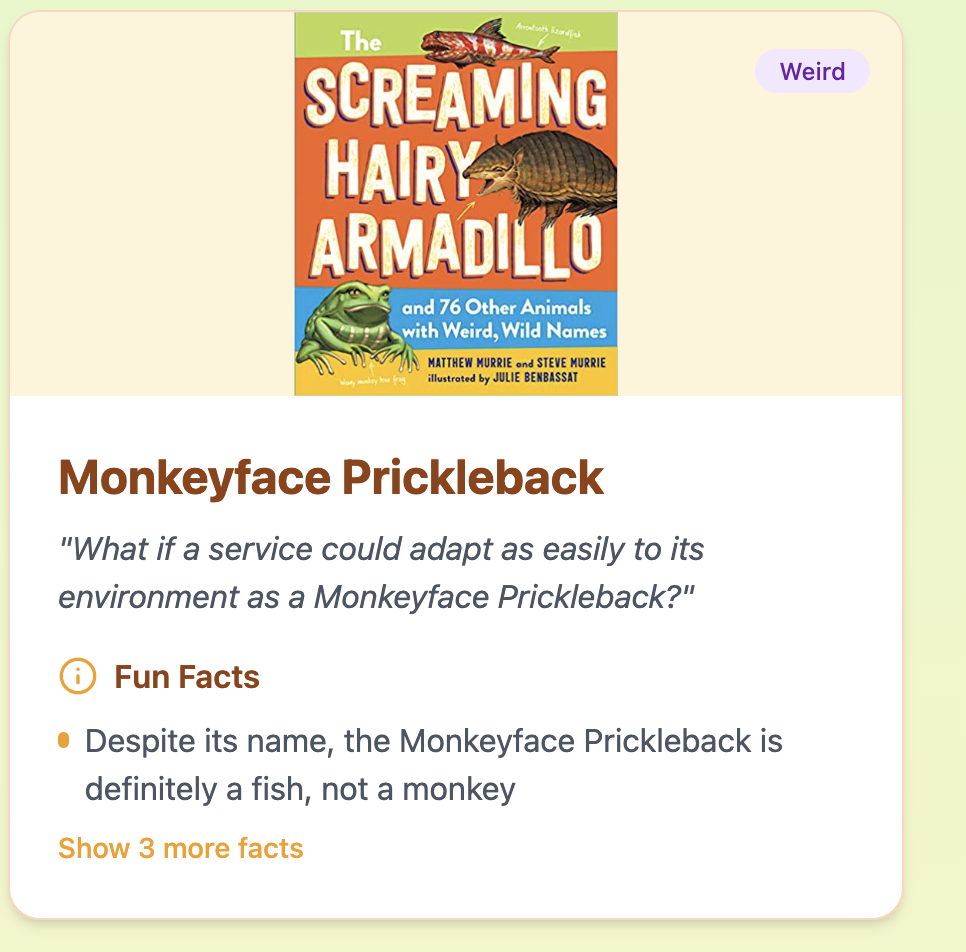 The
Arrowtooth lizardfish
Weird
SCREAMING
HAIRY
ARMADILLO
and 76 Other Animals
with Weird, Wild Names
MATTHEW MURRIE and STEVE MURRIE
illustrated by JULIE BENBASSAT
Waxy monkey tree frog
Monkeyface Prickleback
"What if a service could adapt as easily to its
environment as a Monkeyface Prickleback?"
Fun Facts
Despite its name, the Monkeyface Prickleback is
definitely a fish, not a monkey
Show 3 more facts